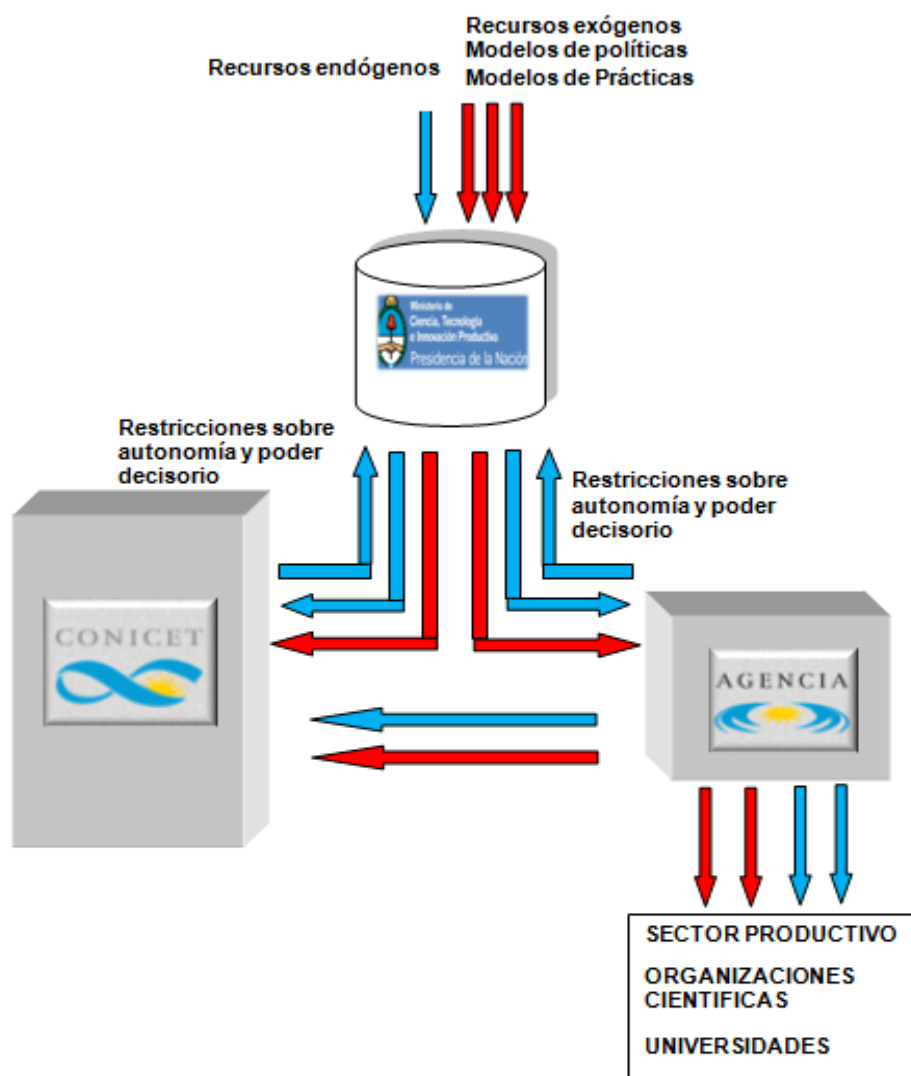 Recursos exógenos
Modelos de políticas
Recursos endógenos
Modelos de Prácticas
Ministerio de
Ciencia, Tecnología
e Innovación Productiva
Presidencia de la Nación
Restricciones sobre
autonomía y poder
decisorio
Restricciones sobre
autonomía y poder
decisorio
CONICET
AGENCIA
SECTOR PRODUCTIVO
ORGANIZACIONES
CIENTIFICAS
UNIVERSIDADES